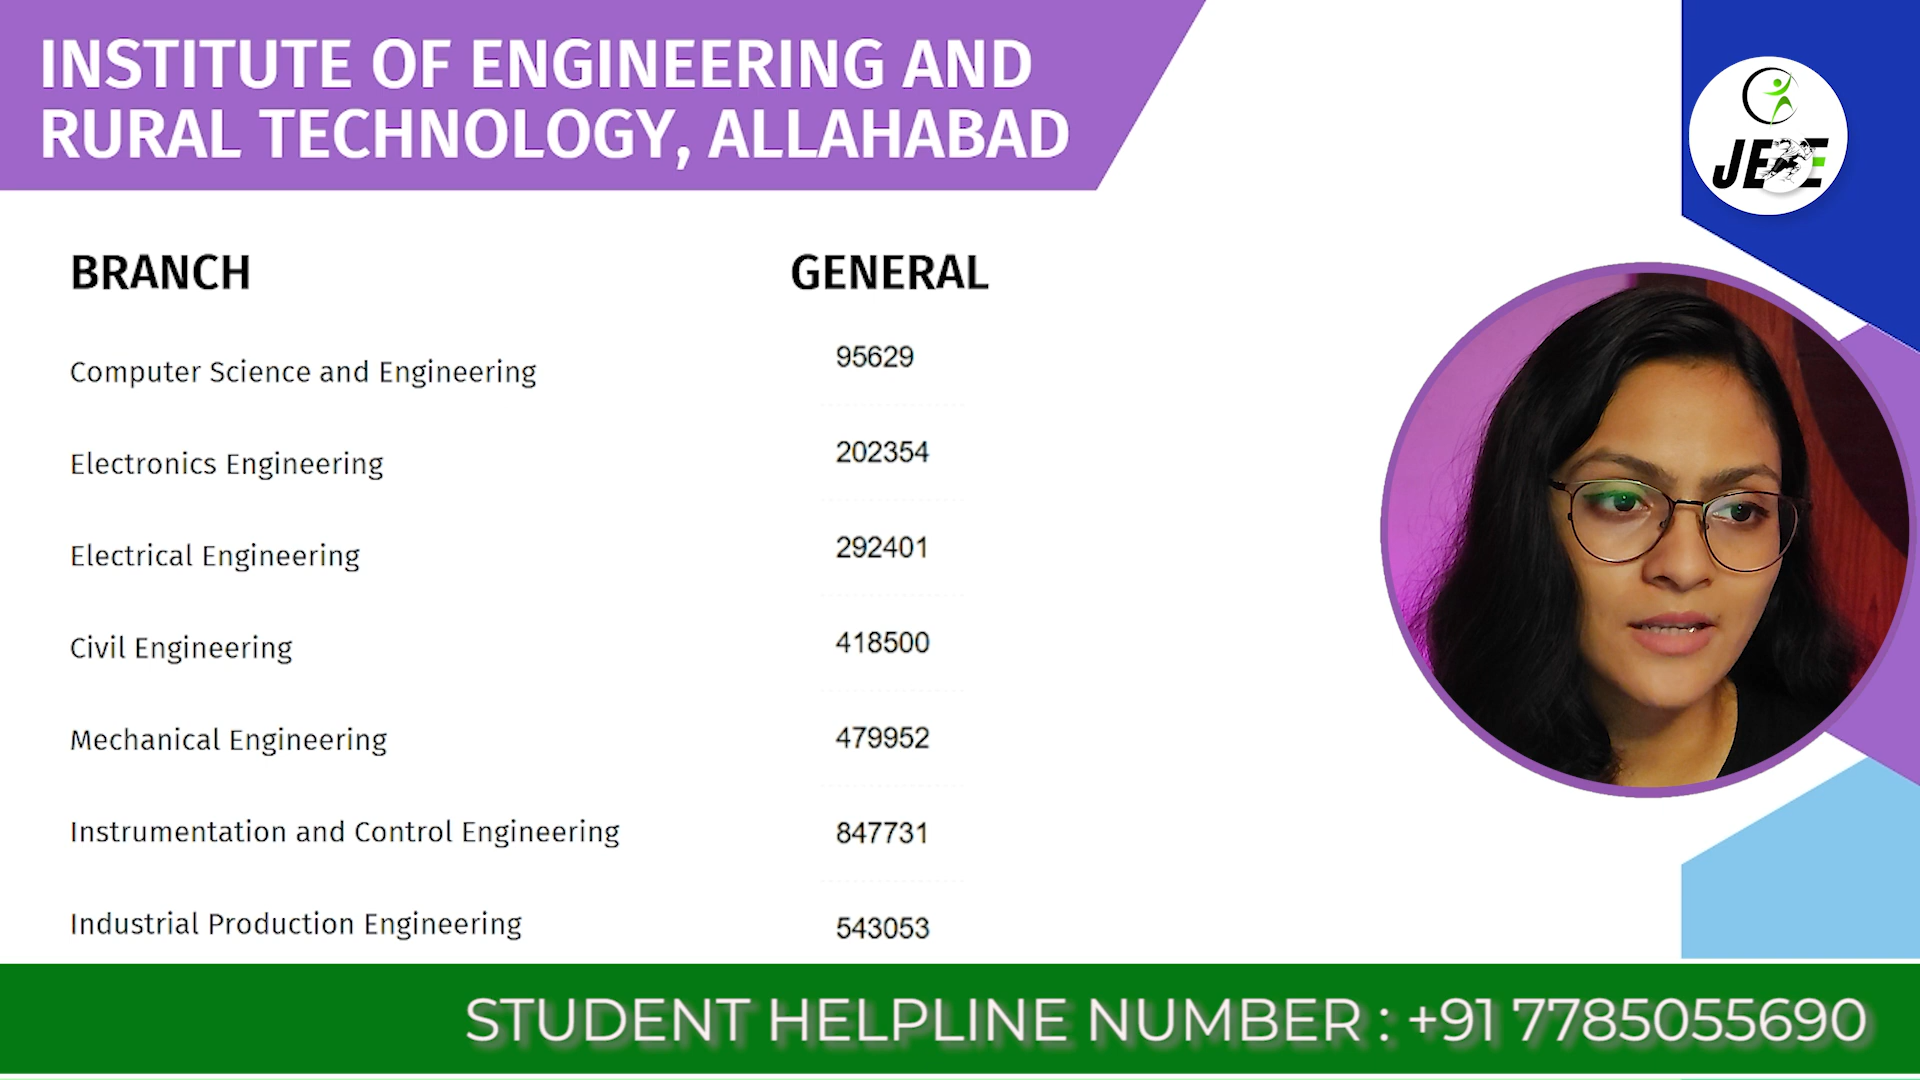 INSTITUTE OF ENGINEERING AND
RURAL TECHNOLOGY, ALLAHABAD
BRANCH GENERAL
Computer Science and Engineering 95629
Electronics Engineering 202354
Electrical Engineering 292401
Civil Engineering 418500
Mechanical Engineering 479952
Instrumentation and Control Engineering 847731
Industrial Production Engineering 543053
STUDENT HELPLINE NUMBER : +91 7785055690